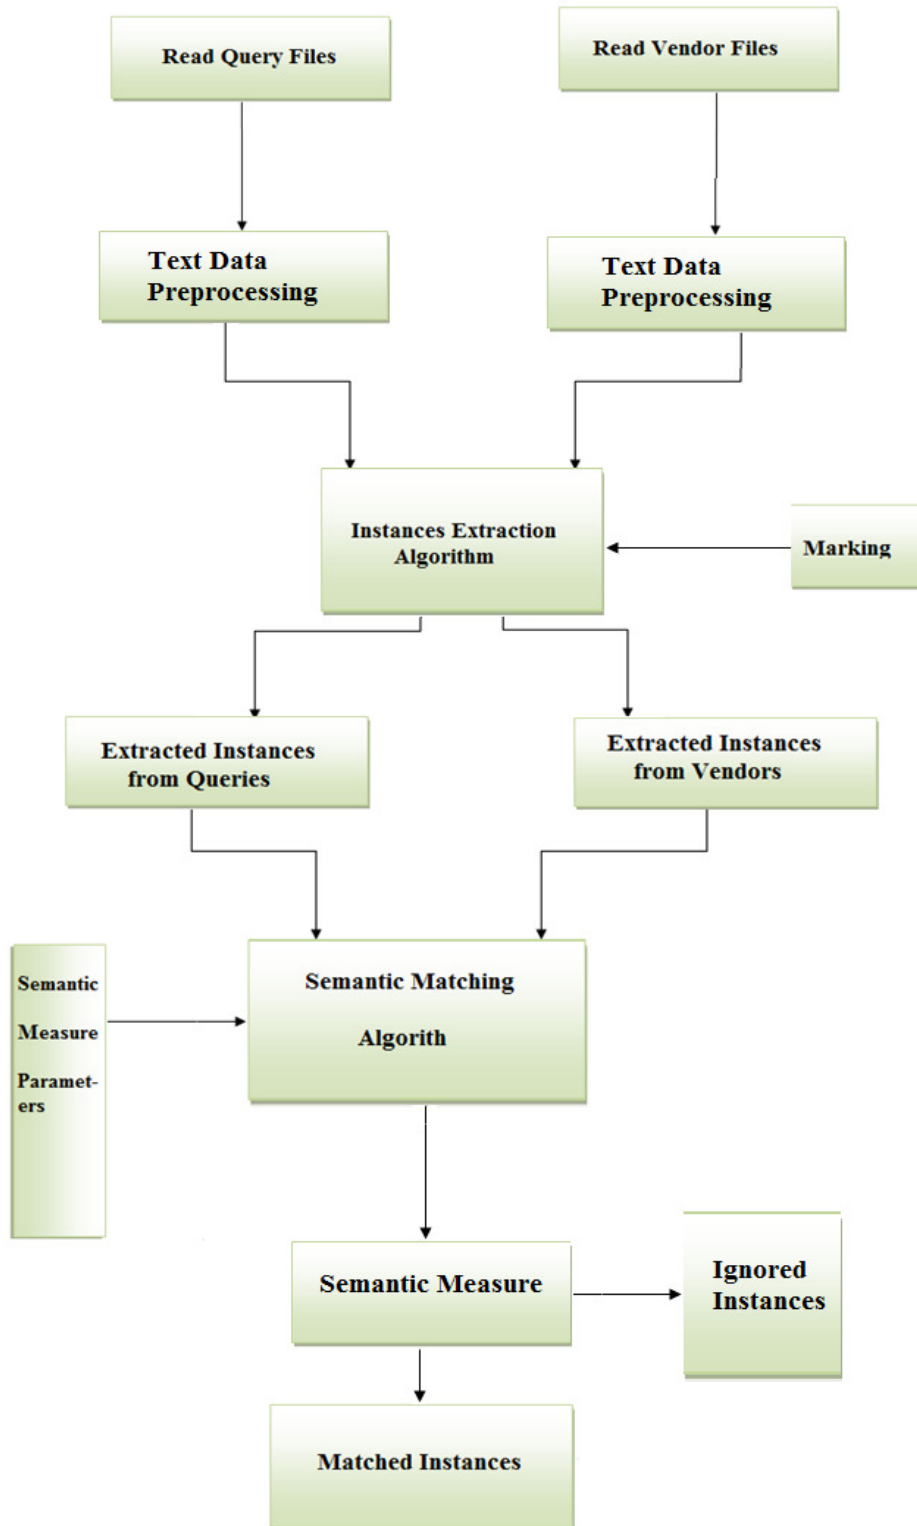 Read Query Files
Read Vendor Files
Text Data
Preprocessing
Text Data
Preprocessing
Instances Extraction
Algorithm
Marking
Extracted Instances
from Queries
Extracted Instances
from Vendors
Semantic
Measure
Paramet-
ers
Semantic Matching
Algorith
Semantic Measure
Ignored
Instances
Matched Instances